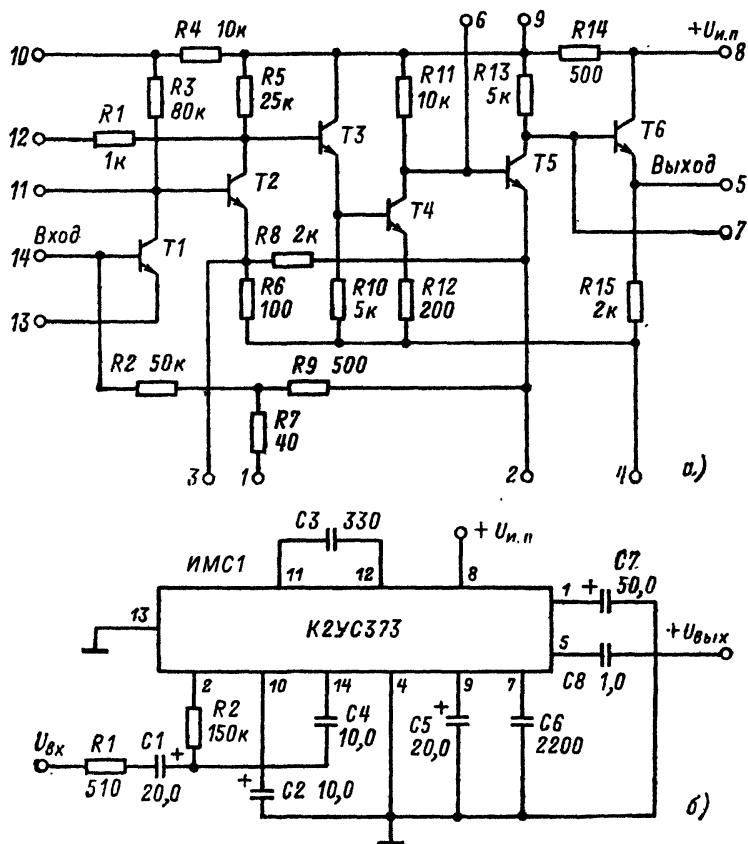 6 9
R4 10к R14 +Uи.п
10 8
R3 R5 R11 R13 500
80к 25к 10к 5к T6
R1 T3
12
1к Выход
11 T2 T5 5
T4
Вход R8 2к 7
14 T1
R6 R10 R12 R15
13 100 5к 200 2к
R2 50к R9 500
R7
40
3 1 2 4 а.)
C3 330 +Uи.п
ИМС1 C7
11 12 8 1 + 50,0
13
К2УС373 +Uвых
5
2 10 14 4 9 7 C8 1,0
R2 C4 + C5 C6
Uвх R1 C1 150к 10,0 20,0 2200
+
510 20,0 + C2 10,0 б)